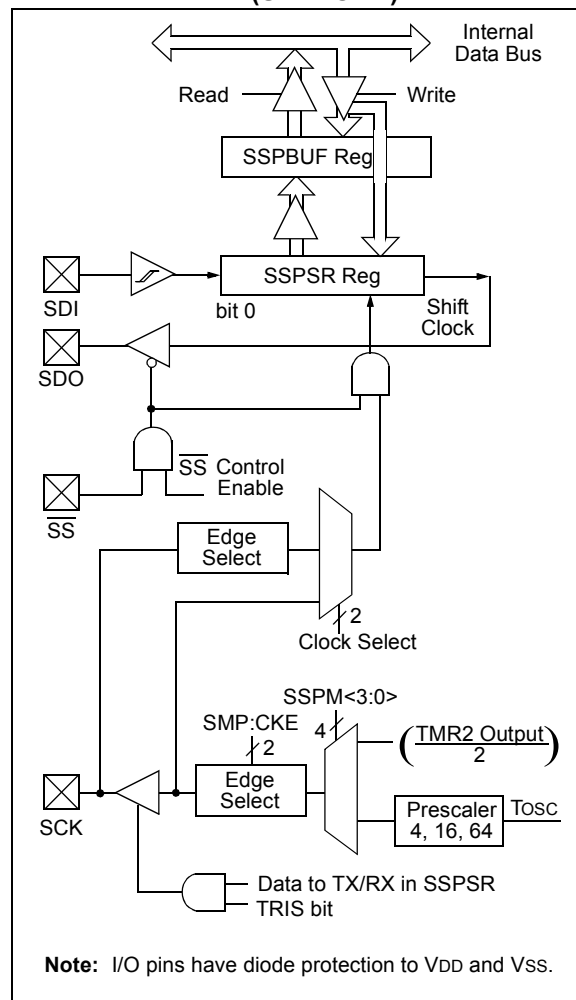 Internal
Data Bus
Read
Write
SSPBUF Reg
SSPSR Reg
SDI
bit 0
Shift
Clock
SDO
SS Control
Enable
SS
Edge
Select
2
Clock Select
SSPM<3:0>
SMP:CKE
4
2
(TMR2 Output)
2
Edge
Select
SCK
Prescaler
4, 16, 64
TOSC
Data to TX/RX in SSPSR
TRIS bit
Note: I/O pins have diode protection to VDD and VSS.